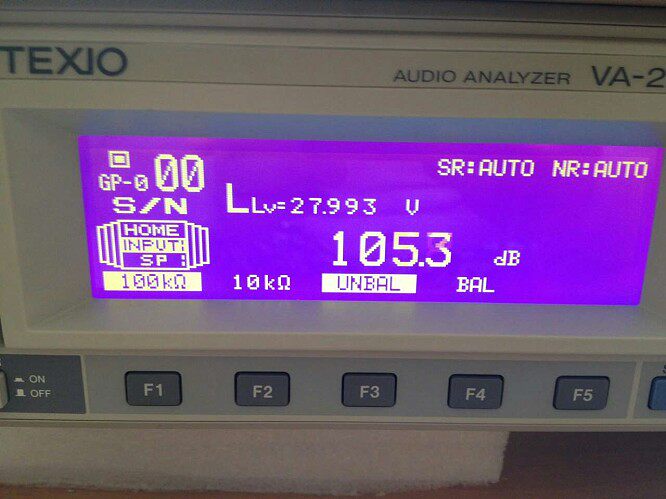 TEXIO
AUDIO ANALYZER VA-2
GP-0 00 SR:AUTO NR:AUTO
S/N L Lv=27.993 V
HOME
INPUT: 105.3 dB
SP :
100kΩ 10kΩ UNBAL BAL
ON
OFF
F1 F2 F3 F4 F5